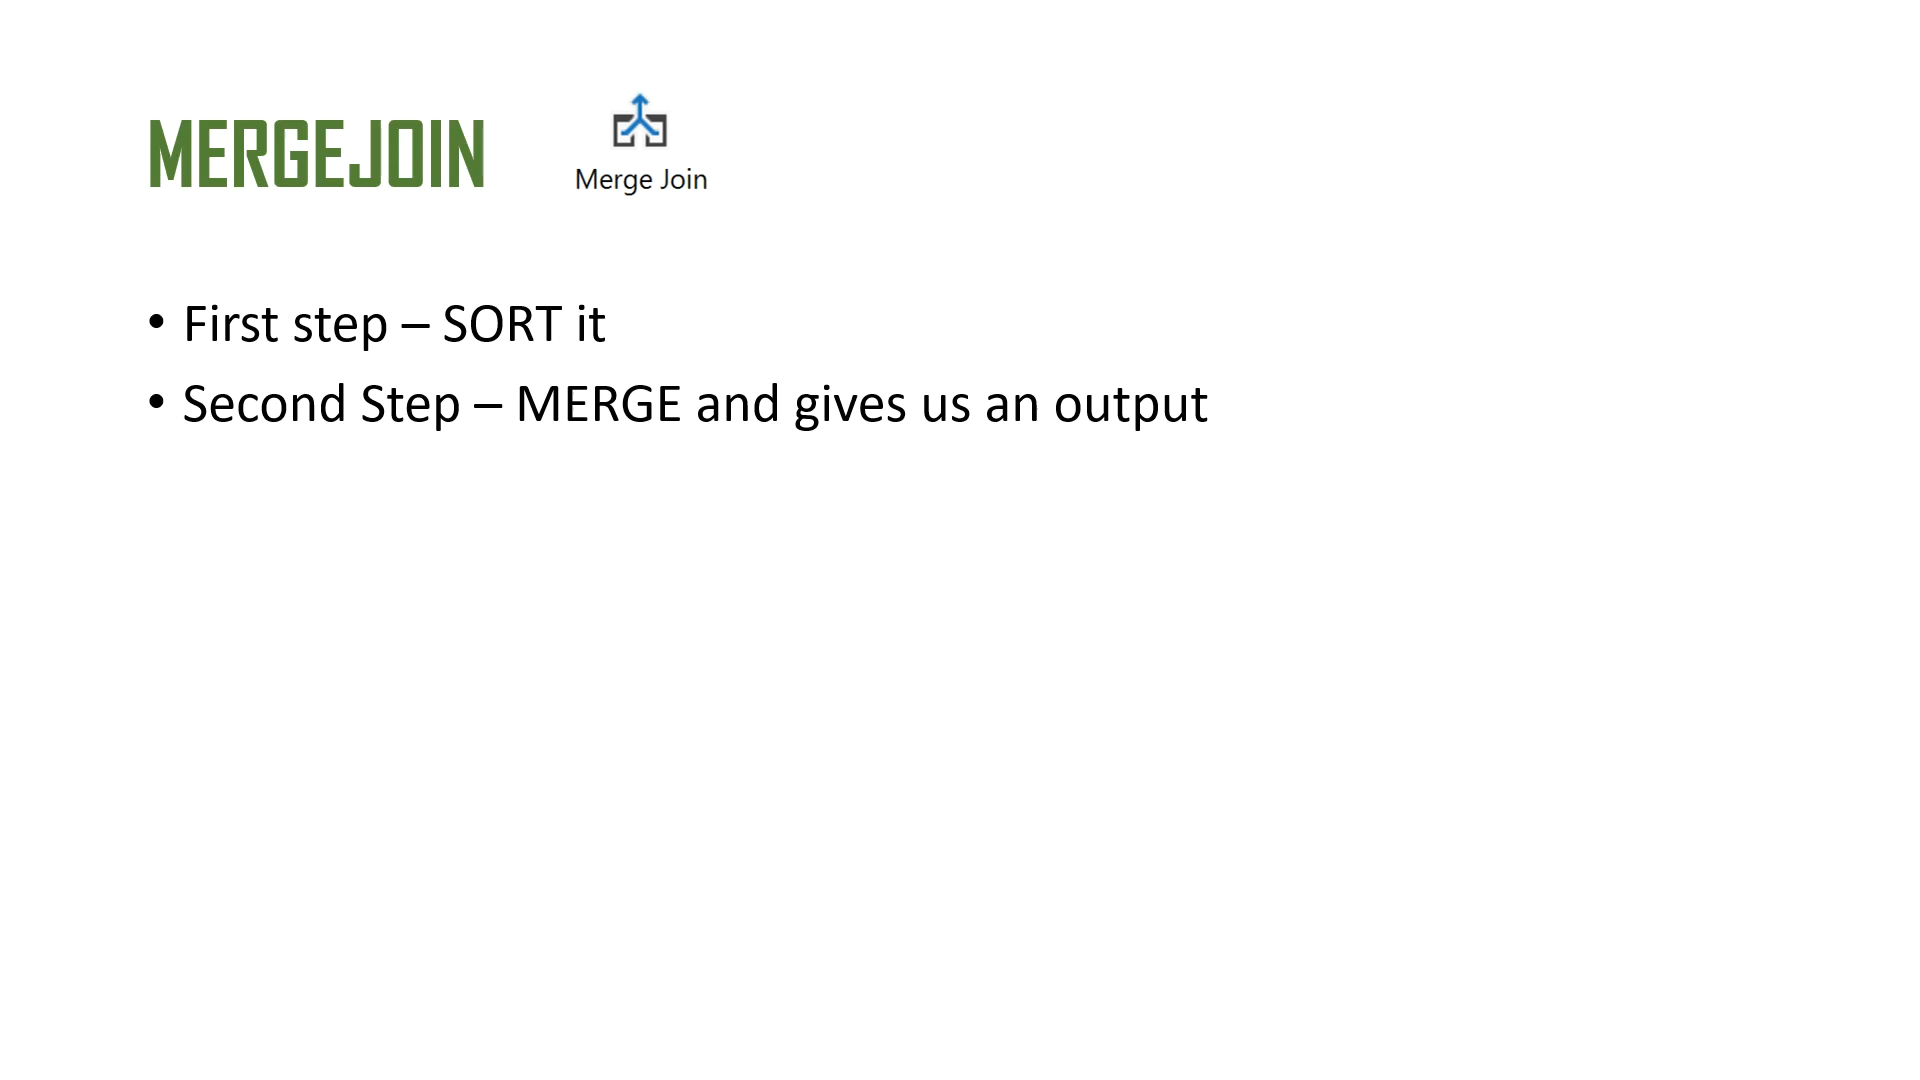 MERGEJOIN
Merge Join
• First step – SORT it
• Second Step – MERGE and gives us an output